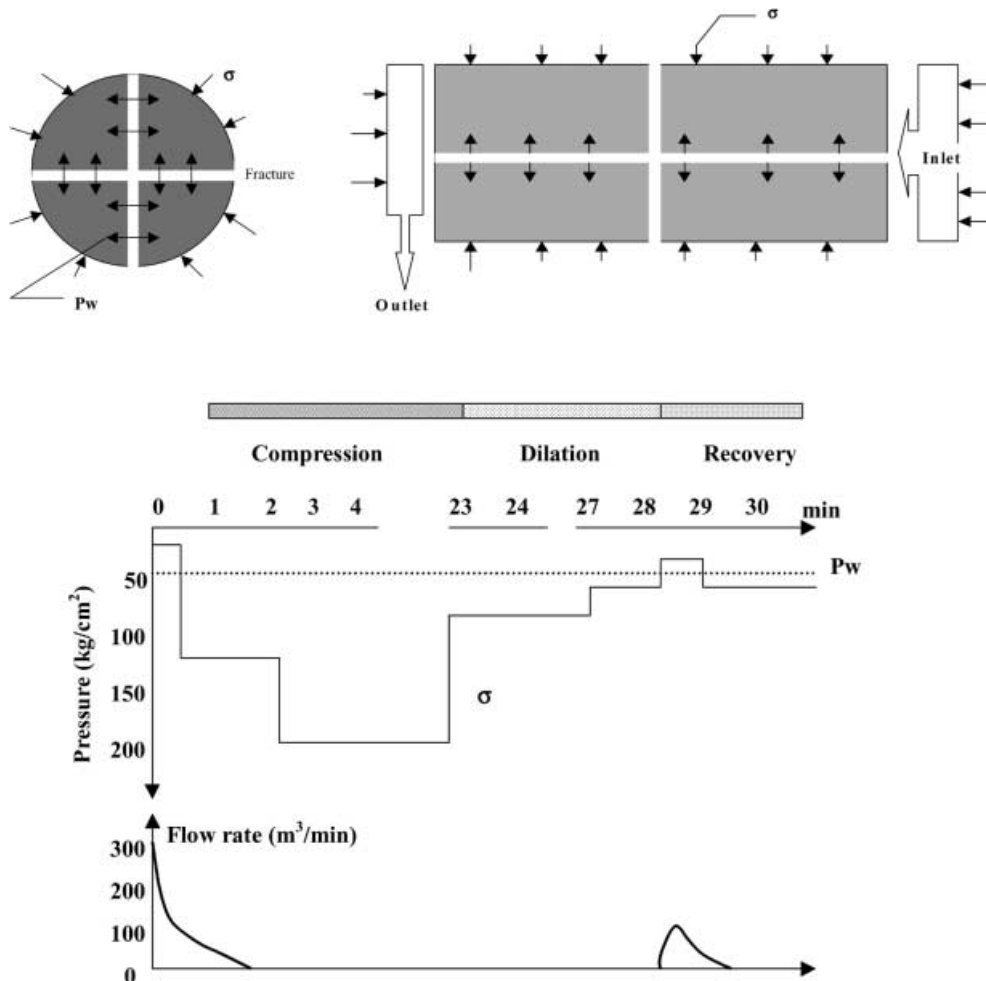 σ
σ
Fracture
Inlet
Pw
Outlet
Compression Dilation Recovery
0 1 2 3 4 23 24 27 28 29 30 min
Pw
50
100
150
200
Pressure (kg/cm²)
σ
Flow rate (m³/min)
300
200
100
0